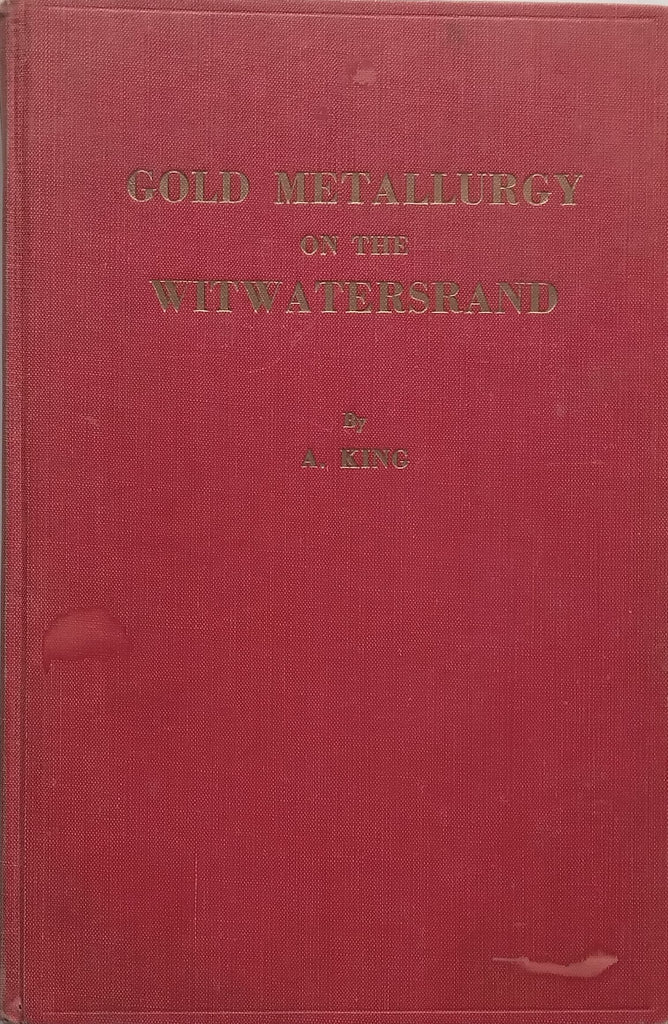 GOLD METALLURGY
ON THE
WITWATERSRAND
By
A. KING